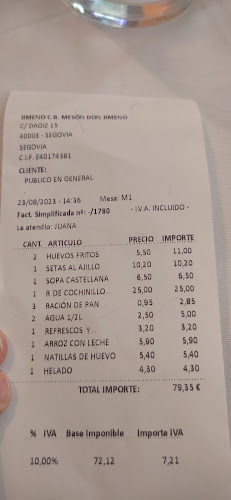 JIMENO C.B. MESÓN DON JIMENO
C/ DAOIZ 15
40003 - SEGOVIA
SEGOVIA
C.I.F. E40174591
CLIENTE:
PUBLICO EN GENERAL
23/08/2023 - 14:36 Mesa: M1
Fact. Simplificada nº: -/1780 - I.V.A. INCLUIDO -
Le atendio: JUANA
CANT. ARTICULO PRECIO IMPORTE
2 HUEVOS FRITOS 5,50 11,00
1 SETAS AL AJILLO 10,20 10,20
1 SOPA CASTELLANA 6,50 6,50
1 R DE COCHINILLO... 25,00 25,00
3 RACIÓN DE PAN 0,95 2,85
2 AGUA 1/2L 2,50 5,00
1 REFRESCOS Y... 3,20 3,20
1 ARROZ CON LECHE 5,90 5,90
1 NATILLAS DE HUEVO 5,40 5,40
1 HELADO 4,30 4,30
TOTAL IMPORTE: 79,35 €
% IVA Base Imponible Importe IVA
10,00% 72,12 7,21